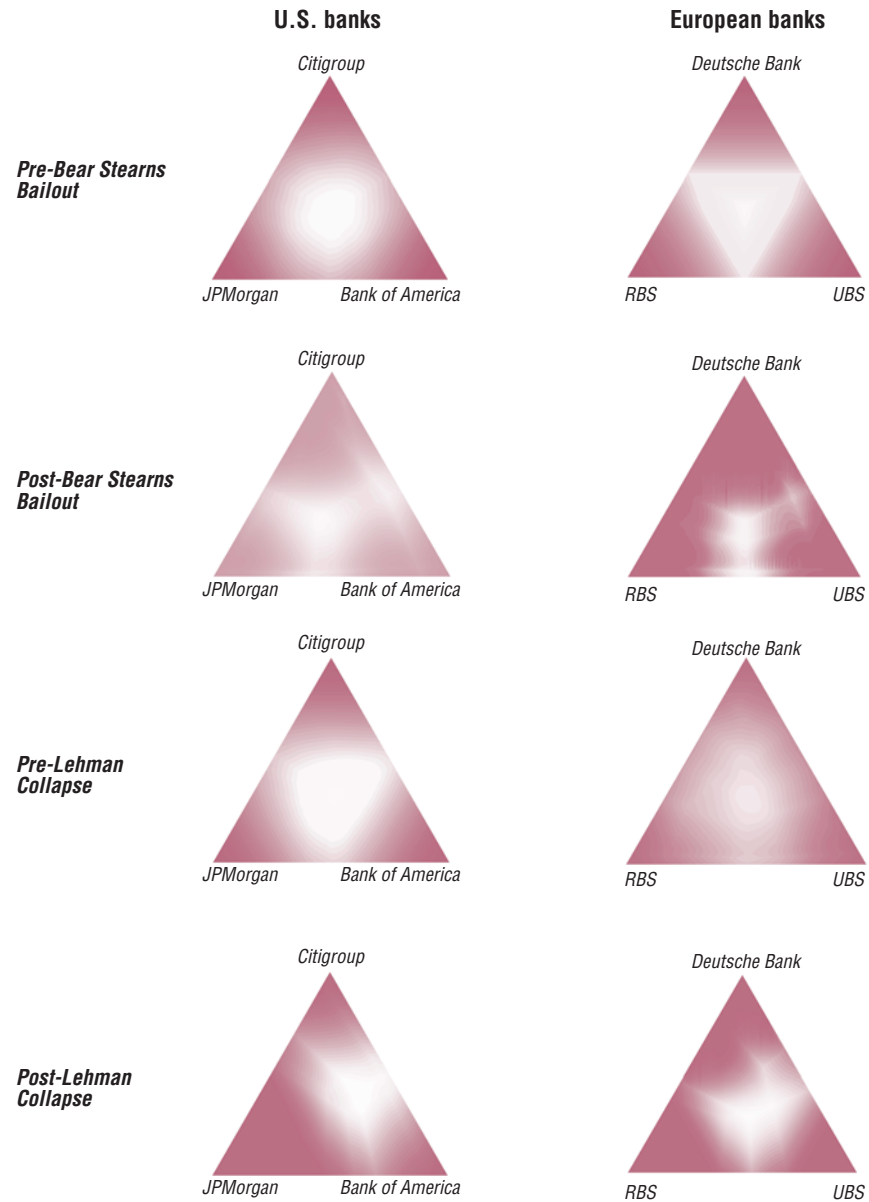 U.S. banks
European banks
Citigroup
Deutsche Bank
Pre-Bear Stearns
Bailout
JPMorgan
Bank of America
RBS
UBS
Citigroup
Deutsche Bank
Post-Bear Stearns
Bailout
JPMorgan
Bank of America
RBS
UBS
Citigroup
Deutsche Bank
Pre-Lehman
Collapse
JPMorgan
Bank of America
RBS
UBS
Citigroup
Deutsche Bank
Post-Lehman
Collapse
JPMorgan
Bank of America
RBS
UBS